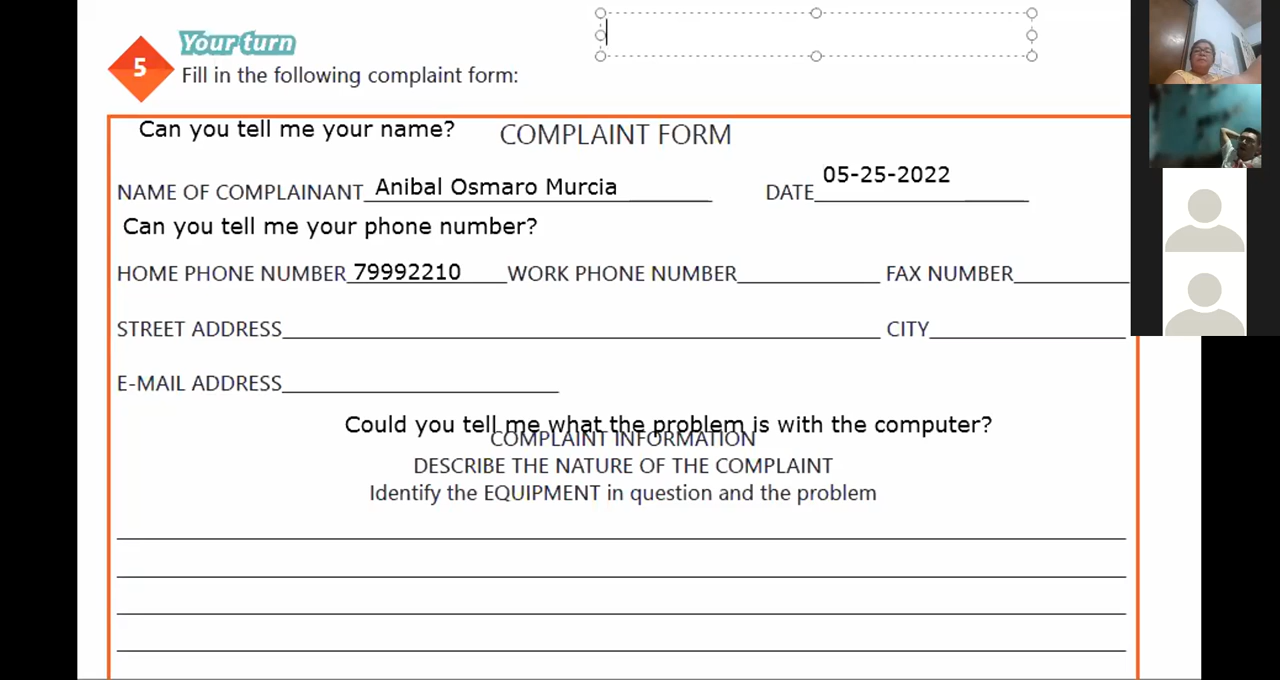 Your turn
5
Fill in the following complaint form:
Can you tell me your name?
COMPLAINT FORM
NAME OF COMPLAINANT Anibal Osmaro Murcia DATE 05-25-2022
Can you tell me your phone number?
HOME PHONE NUMBER 79992210 WORK PHONE NUMBER FAX NUMBER
STREET ADDRESS CITY
E-MAIL ADDRESS
Could you tell me what the problem is with the computer?
COMPLAINT INFORMATION
DESCRIBE THE NATURE OF THE COMPLAINT
Identify the EQUIPMENT in question and the problem